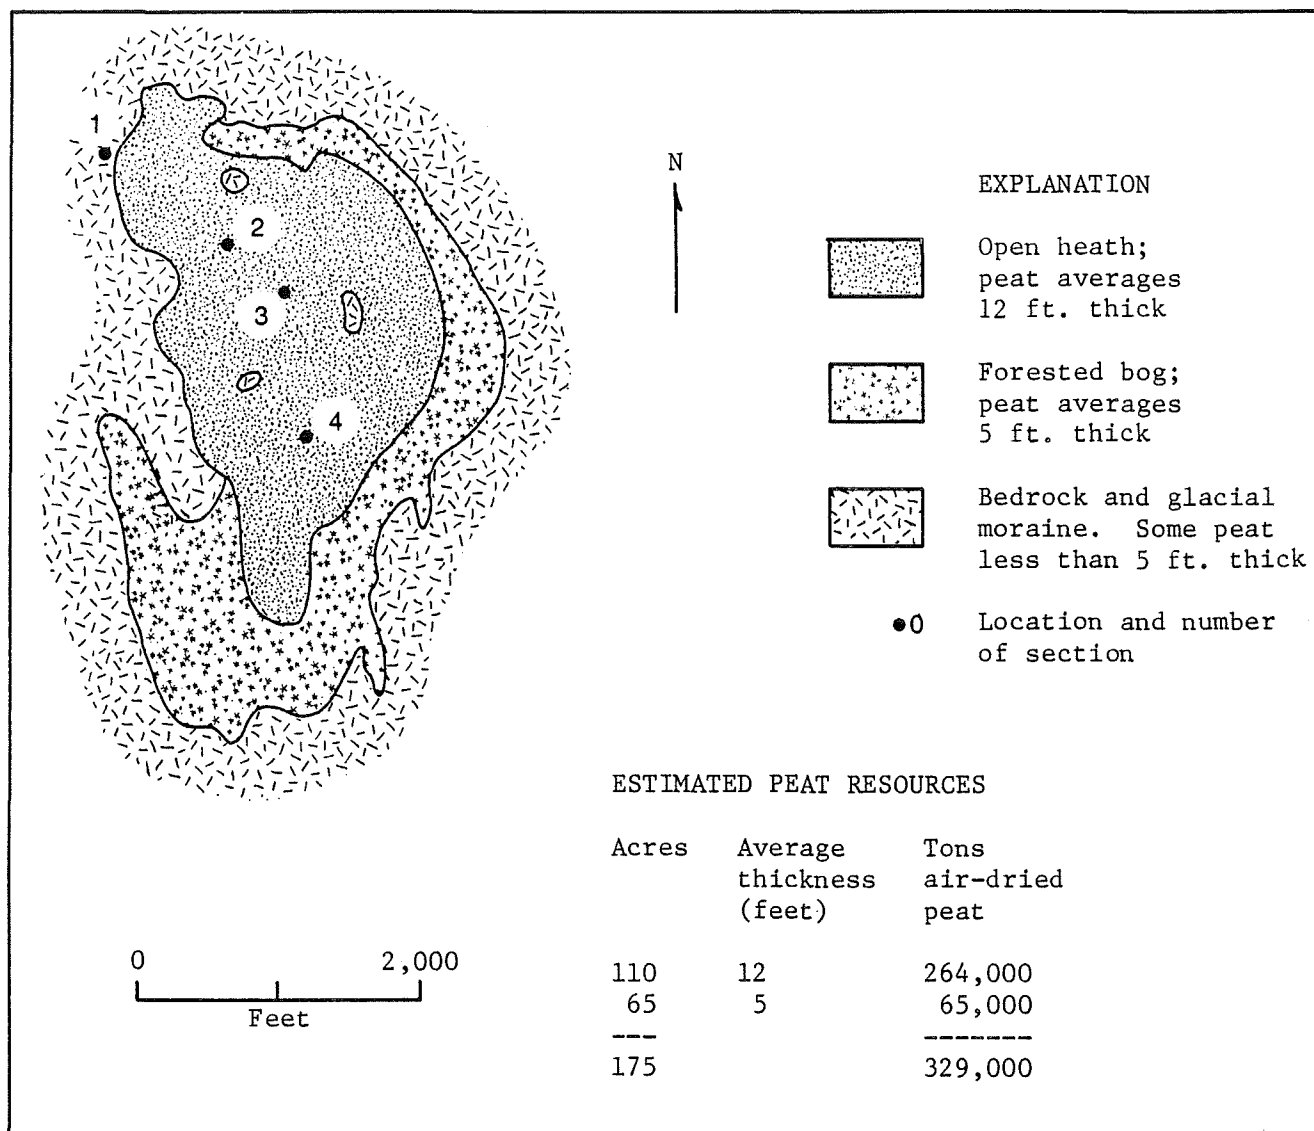 1
2
3
4
N
EXPLANATION
Open heath;
peat averages
12 ft. thick
Forested bog;
peat averages
5 ft. thick
Bedrock and glacial
moraine.  Some peat
less than 5 ft. thick
0 Location and number
of section
ESTIMATED PEAT RESOURCES
Acres Average Tons
thickness air-dried
(feet) peat
110 12 264,000
65 5 65,000
--- -------
175 329,000
0 2,000
Feet